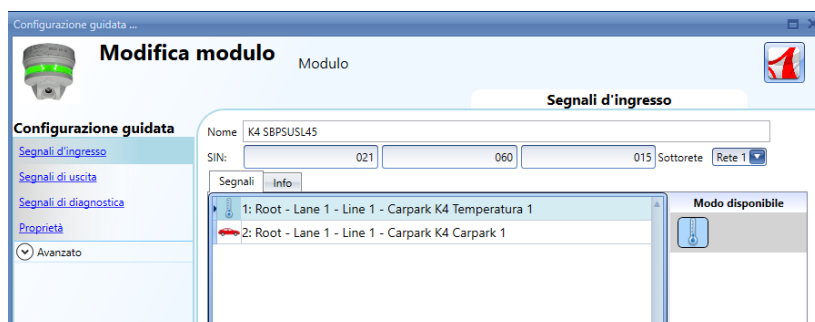 Configurazione guidata ...
Modifica modulo Modulo
Segnali d'ingresso
Configurazione guidata
Segnali d'ingresso
Segnali di uscita
Segnali di diagnostica
Proprietà
Avanzato
Nome K4 SBPSUSL45
SIN: 021 060 015 Sottorete Rete 1
Segnali Info
1: Root - Lane 1 - Line 1 - Carpark K4 Temperatura 1
2: Root - Lane 1 - Line 1 - Carpark K4 Carpark 1
Modo disponibile